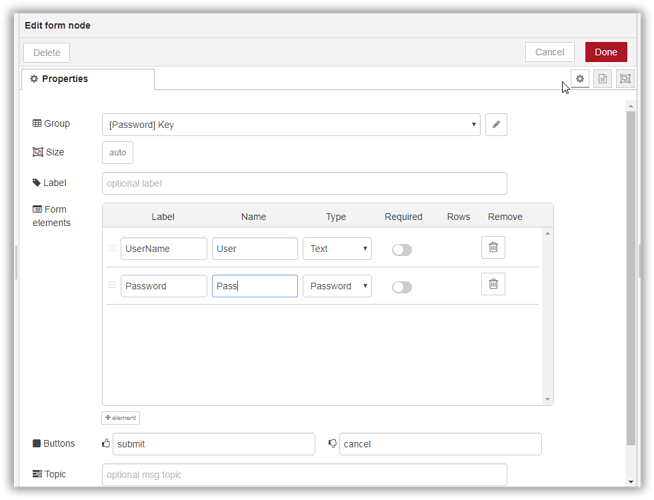 Edit form node
Delete
Cancel
Done
Properties
Group
[Password] Key
Size
auto
Label
optional label
Form elements
Label Name Type Required Rows Remove
UserName User Text
Password Pass Password
+ element
Buttons
submit
cancel
Topic
optional msg.topic